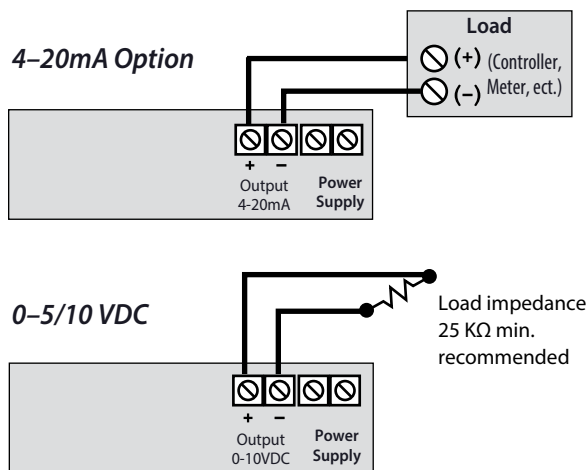 4–20mA Option
Load
(+) (Controller,
(–) Meter, ect.)
+ –
Output
4-20mA
Power
Supply
0–5/10 VDC
Load impedance
25 KΩ min.
recommended
+ –
Output
0-10VDC
Power
Supply